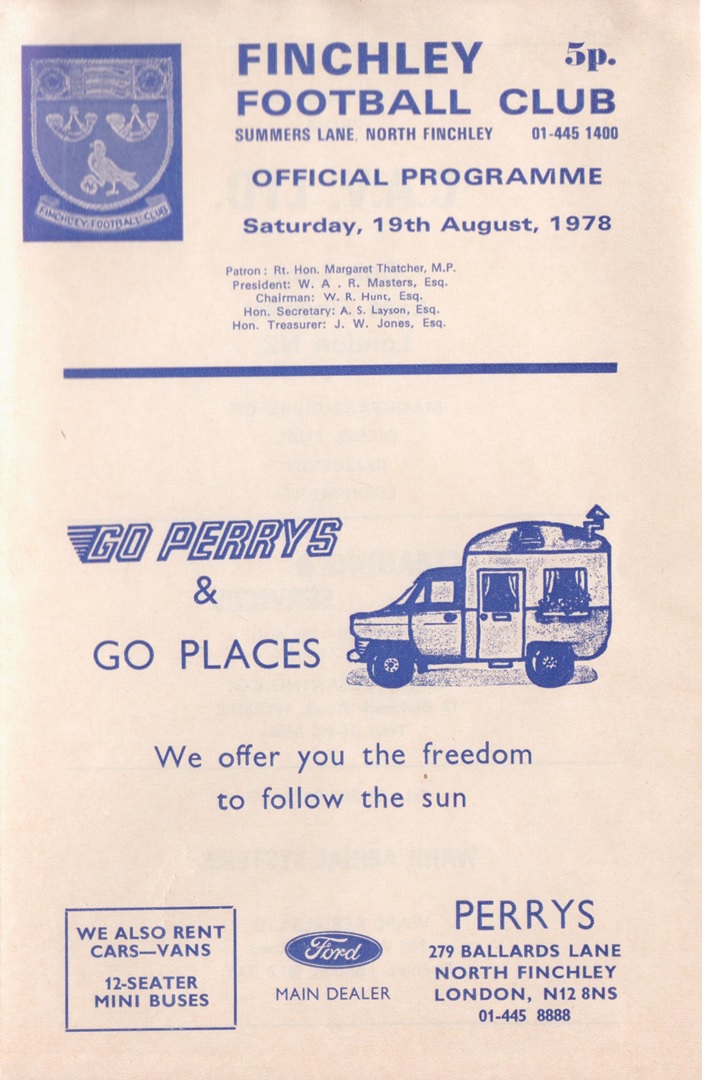 FINCHLEY 5p.
FOOTBALL CLUB
SUMMERS LANE, NORTH FINCHLEY 01-445 1400
OFFICIAL PROGRAMME
Saturday, 19th August, 1978
FINCHLEY FOOTBALL CLUB
Patron : Rt. Hon. Margaret Thatcher, M.P.
President: W. A . R. Masters, Esq.
Chairman: W. R. Hunt, Esq.
Hon. Secretary: A. S. Layson, Esq.
Hon. Treasurer: J. W. Jones, Esq.
GO PERRYS
&
GO PLACES
We offer you the freedom
to follow the sun
WE ALSO RENT
CARS—VANS
12-SEATER
MINI BUSES
Ford
MAIN DEALER
PERRYS
279 BALLARDS LANE
NORTH FINCHLEY
LONDON, N12 8NS
01-445 8888